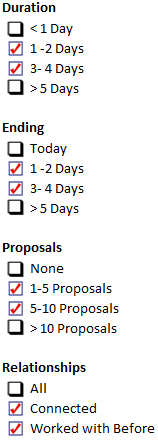 Duration
< 1 Day
1 -2 Days
3- 4 Days
> 5 Days
Ending
Today
1 -2 Days
3- 4 Days
> 5 Days
Proposals
None
1-5 Proposals
5-10 Proposals
> 10 Proposals
Relationships
All
Connected
Worked with Before